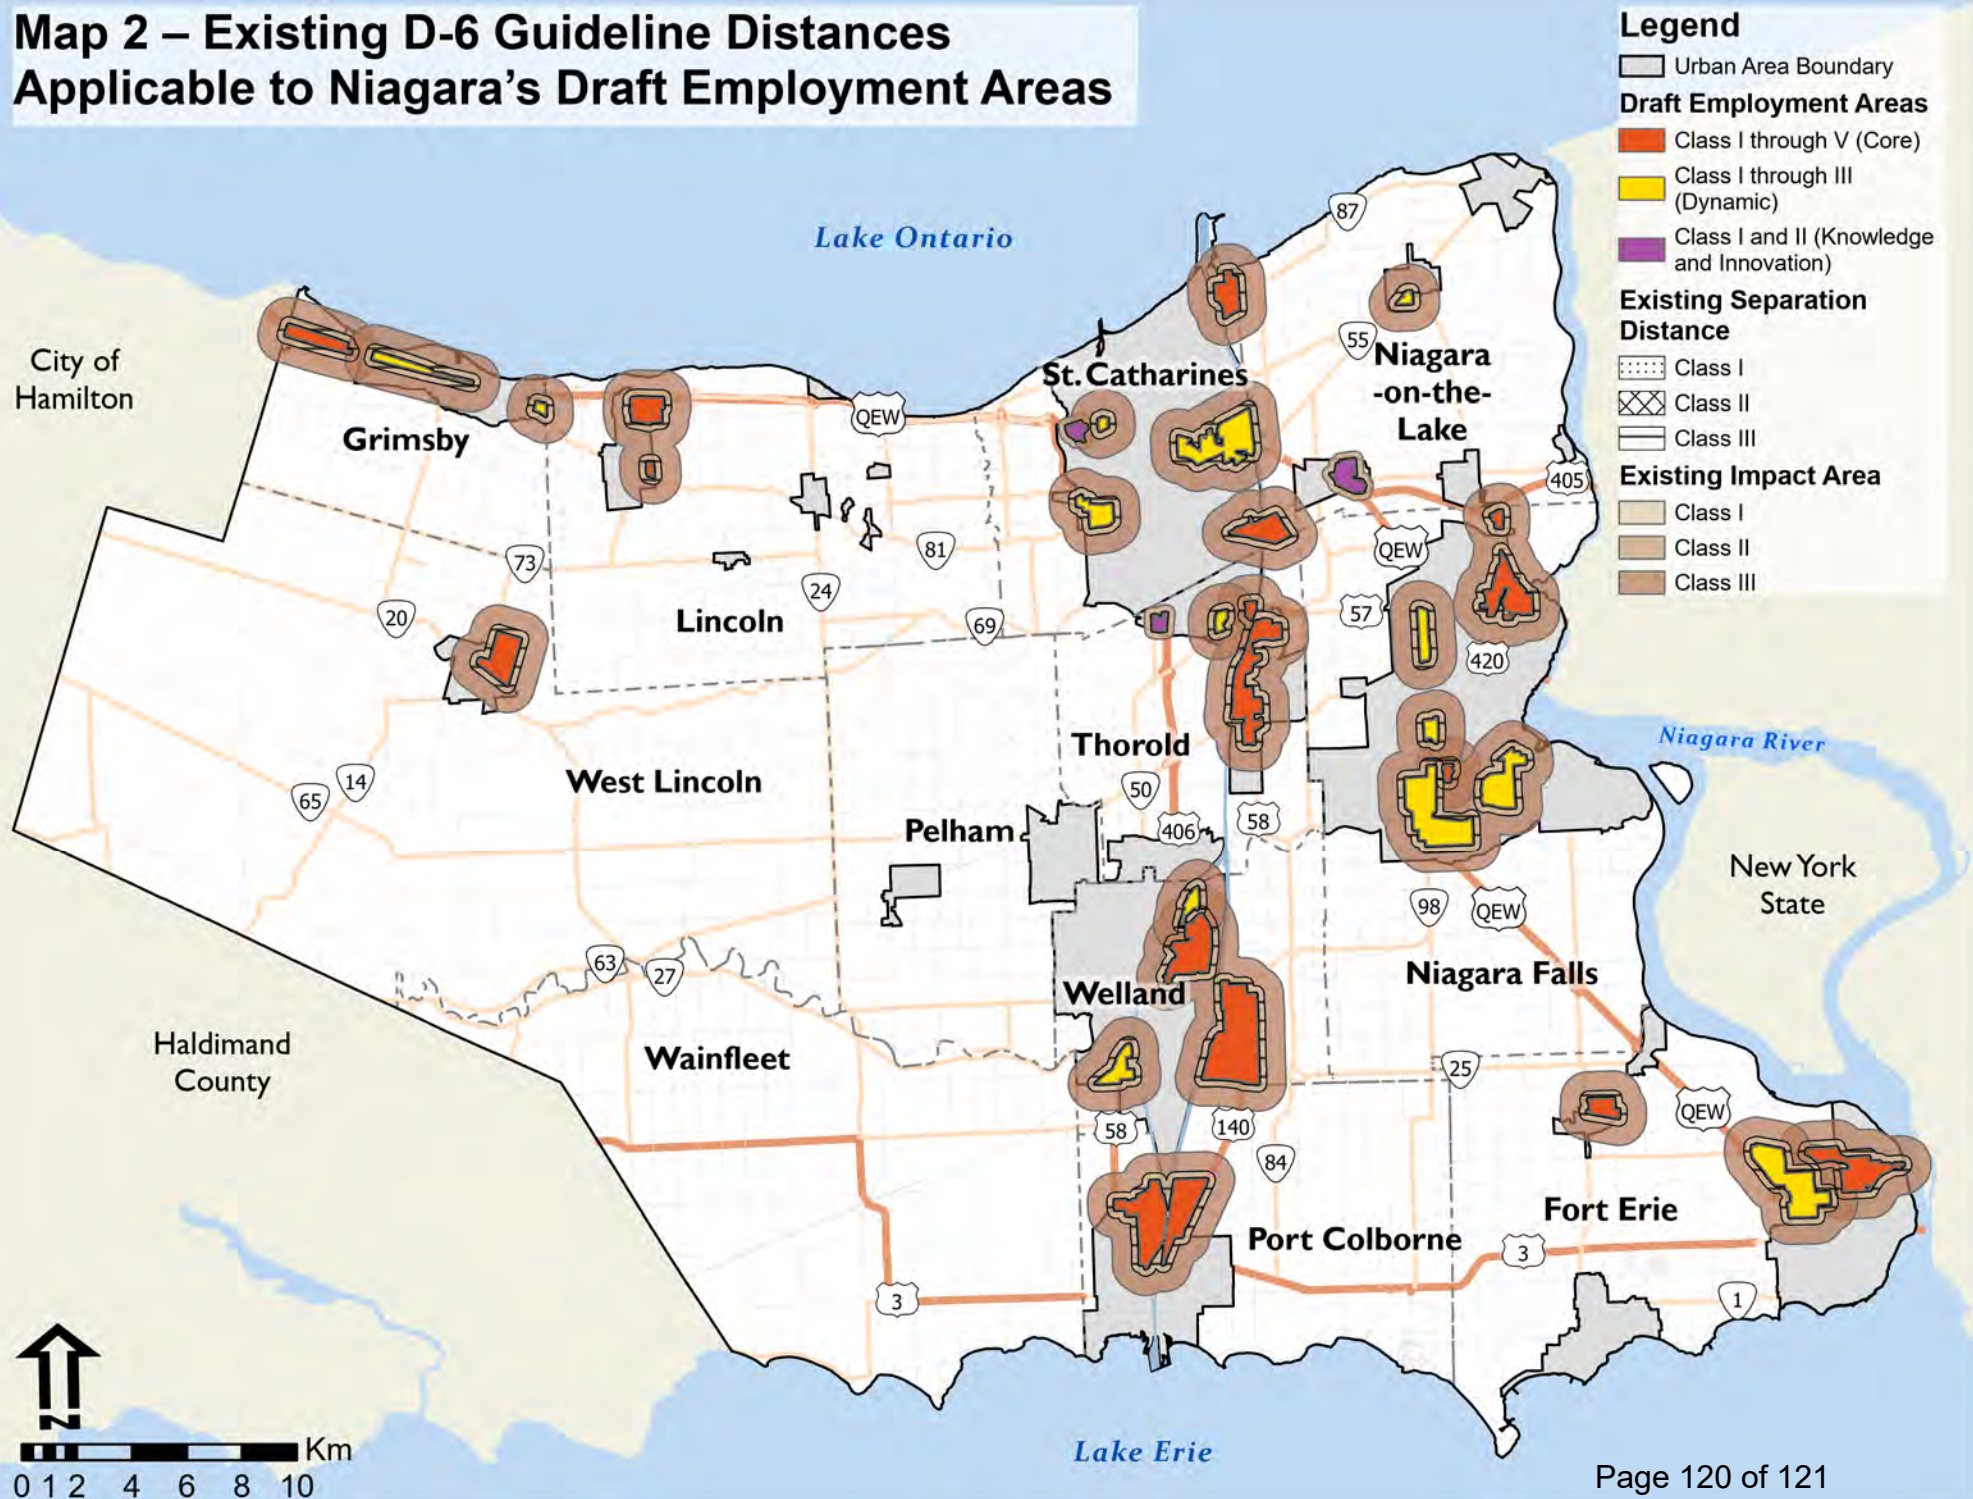 Map 2 – Existing D-6 Guideline Distances
Applicable to Niagara's Draft Employment Areas
Legend
Urban Area Boundary
Draft Employment Areas
Class I through V (Core)
Class I through III
(Dynamic)
Class I and II (Knowledge
and Innovation)
Existing Separation
Distance
Class I
Class II
Class III
Existing Impact Area
Class I
Class II
Class III
Lake Ontario
87
55
Niagara
-on-the-
Lake
City of
Hamilton
St. Catharines
QEW
Grimsby
405
81
QEW
73
24
20
57
Lincoln
69
420
Niagara River
Thorold
West Lincoln
14
65
50
58
406
Pelham
New York
State
98
QEW
63
27
Niagara Falls
Welland
Haldimand
County
Wainfleet
25
QEW
58
140
84
Fort Erie
Port Colborne
3
3
1
N
Km
0 1 2 4 6 8 10
Lake Erie
Page 120 of 121